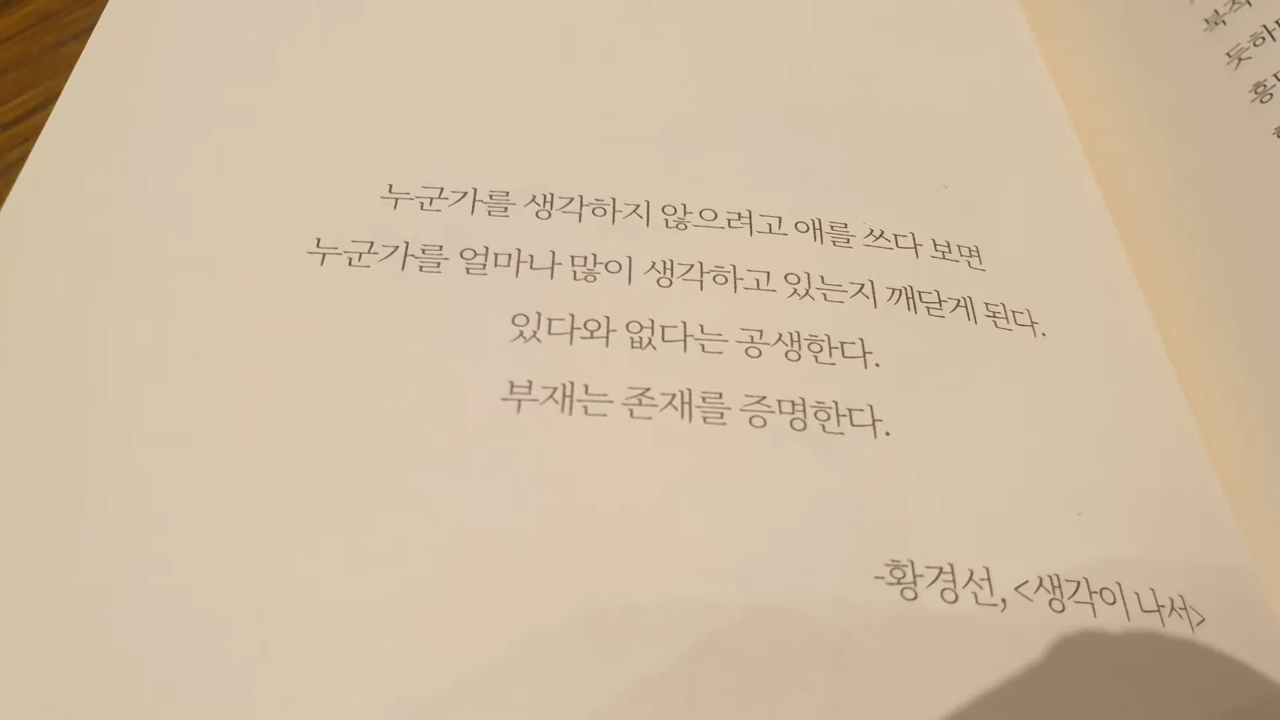 누군가를 생각하지 않으려고 애를 쓰다 보면
누군가를 얼마나 많이 생각하고 있는지 깨닫게 된다.
있다와 없다는 공생한다.
부재는 존재를 증명한다.
-황경선, <생각이 나서>
듯하